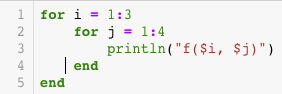 1 for i = 1:3
2     for j = 1:4
3         println("f($i, $j)")
4     end
5 end